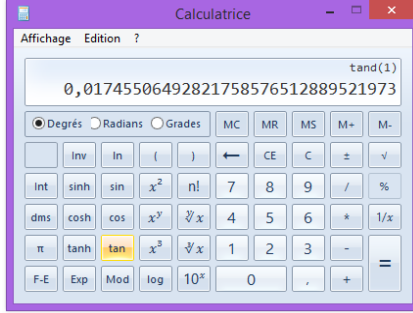 Calculatrice
Affichage Edition ?
tand(1)
0,01745506492821758576512889521973
Degrés Radians Grades MC MR MS M+ M-
Inv ln ( ) ← CE C ± √
Int sinh sin x² n! 7 8 9 / %
dms cosh cos xʸ ʸ√x 4 5 6 * 1/x
π tanh tan x³ ³√x 1 2 3 - =
F-E Exp Mod log 10ˣ 0 , +